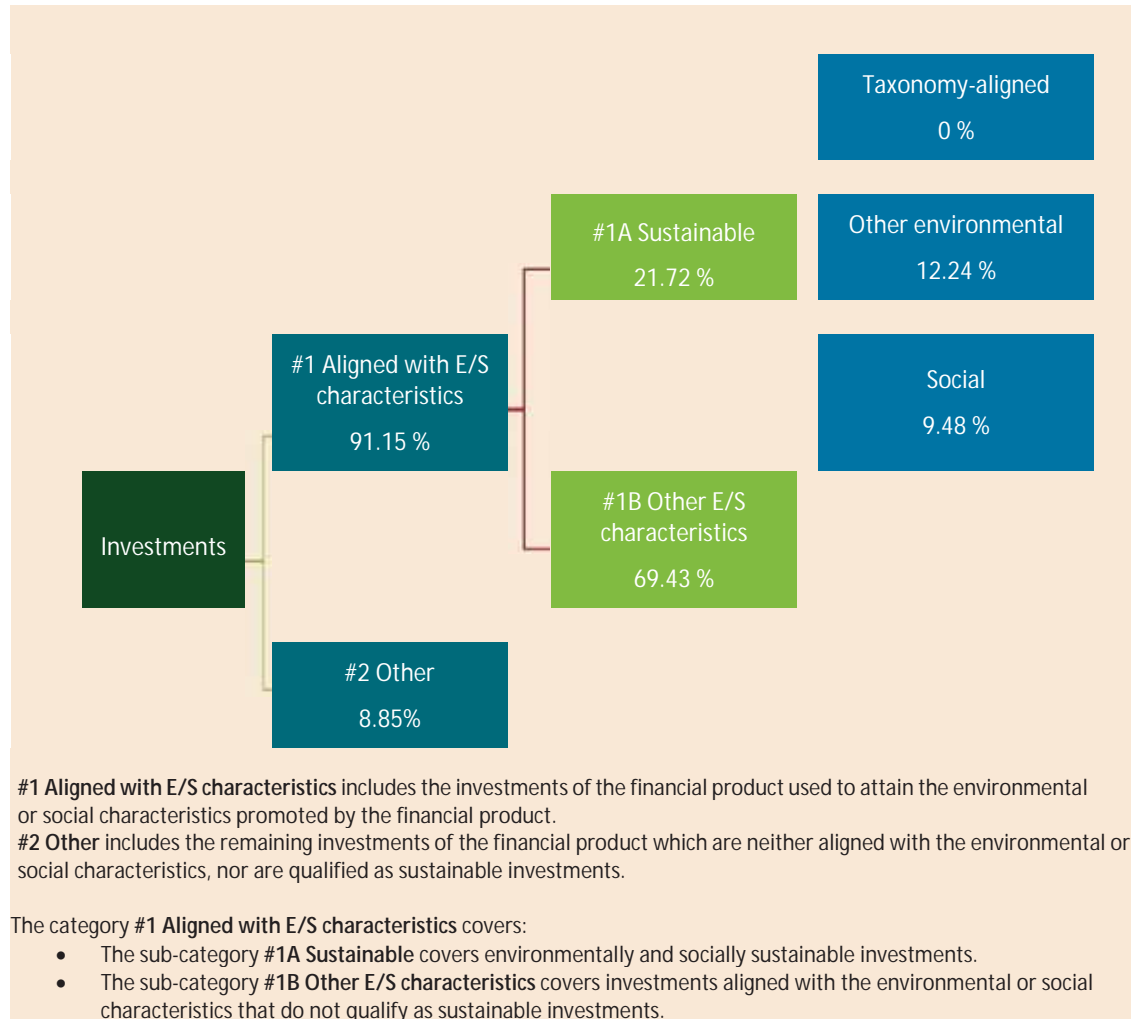 Taxonomy-aligned
0 %
#1A Sustainable
21.72 %
Other environmental
12.24 %
#1 Aligned with E/S
characteristics
91.15 %
Social
9.48 %
Investments
#1B Other E/S
characteristics
69.43 %
#2 Other
8.85%
#1 Aligned with E/S characteristics includes the investments of the financial product used to attain the environmental
or social characteristics promoted by the financial product.
#2 Other includes the remaining investments of the financial product which are neither aligned with the environmental or
social characteristics, nor are qualified as sustainable investments.
The category #1 Aligned with E/S characteristics covers:
• The sub-category #1A Sustainable covers environmentally and socially sustainable investments.
• The sub-category #1B Other E/S characteristics covers investments aligned with the environmental or social
characteristics that do not qualify as sustainable investments.